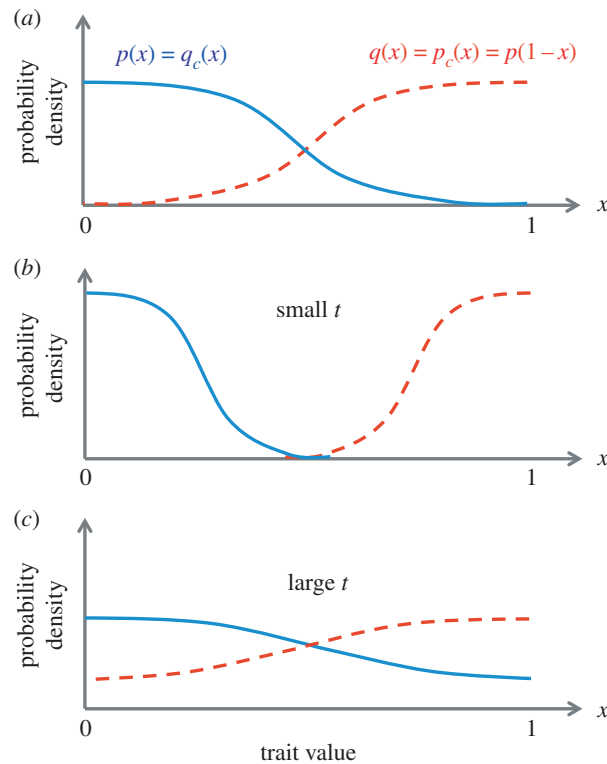 (a)
p(x) = q_c(x)
q(x) = p_c(x) = p(1–x)
probability
density
0
1
x
(b)
small t
probability
density
0
1
x
(c)
large t
probability
density
0
1
x
trait value